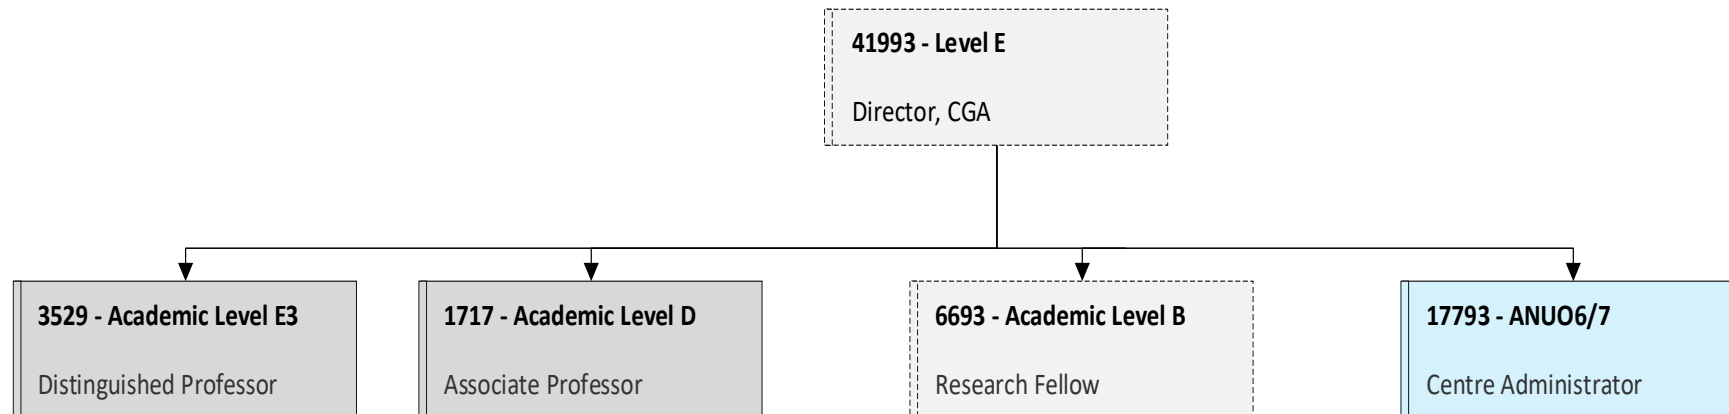 41993 - Level E
Director, CGA
3529 - Academic Level E3
Distinguished Professor
1717 - Academic Level D
Associate Professor
6693 - Academic Level B
Research Fellow
17793 - ANUO6/7
Centre Administrator